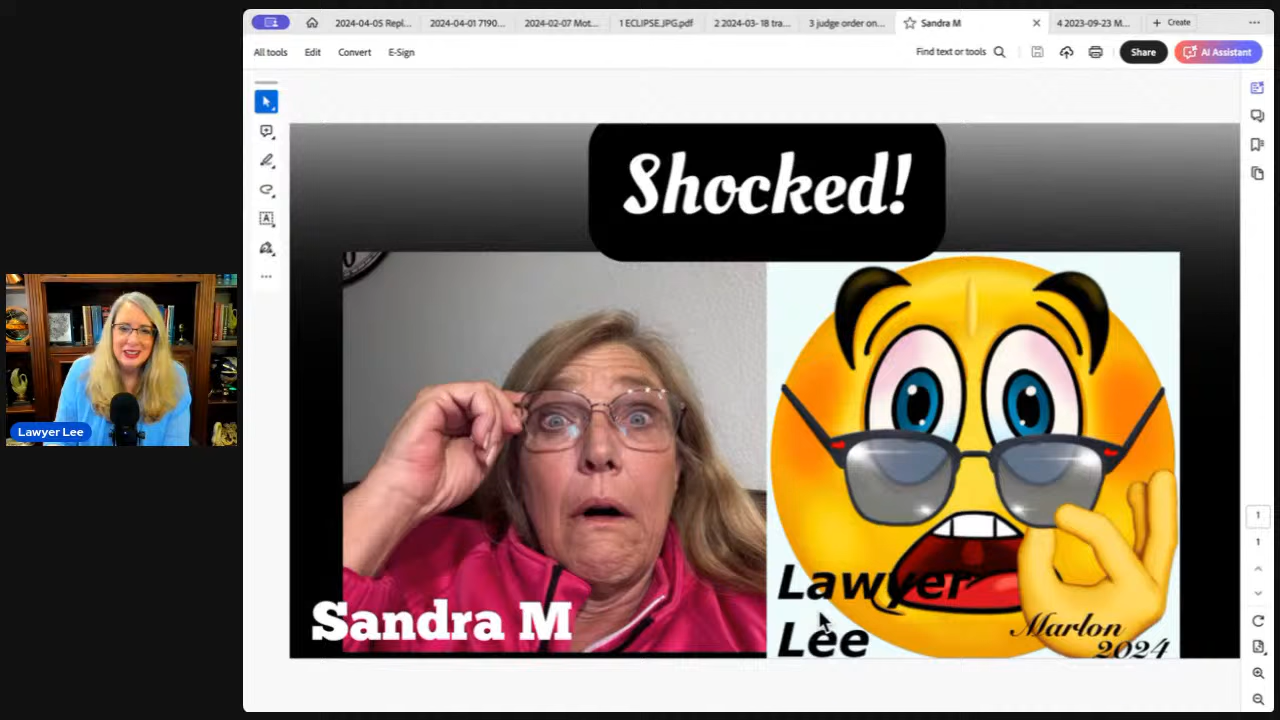 2024-04-05 Repl...
2024-04-01 7190...
2024-02-07 Mot...
1 ECLIPSE.JPG.pdf
2 2024-03- 18 tra...
3 judge order on...
Sandra M
4 2023-09-23 M...
Create
All tools
Edit
Convert
E-Sign
Find text or tools
Share
AI Assistant
Shocked!
Lawyer Lee
Sandra M
Lawyer
Lee
Marlon
2024
1
1